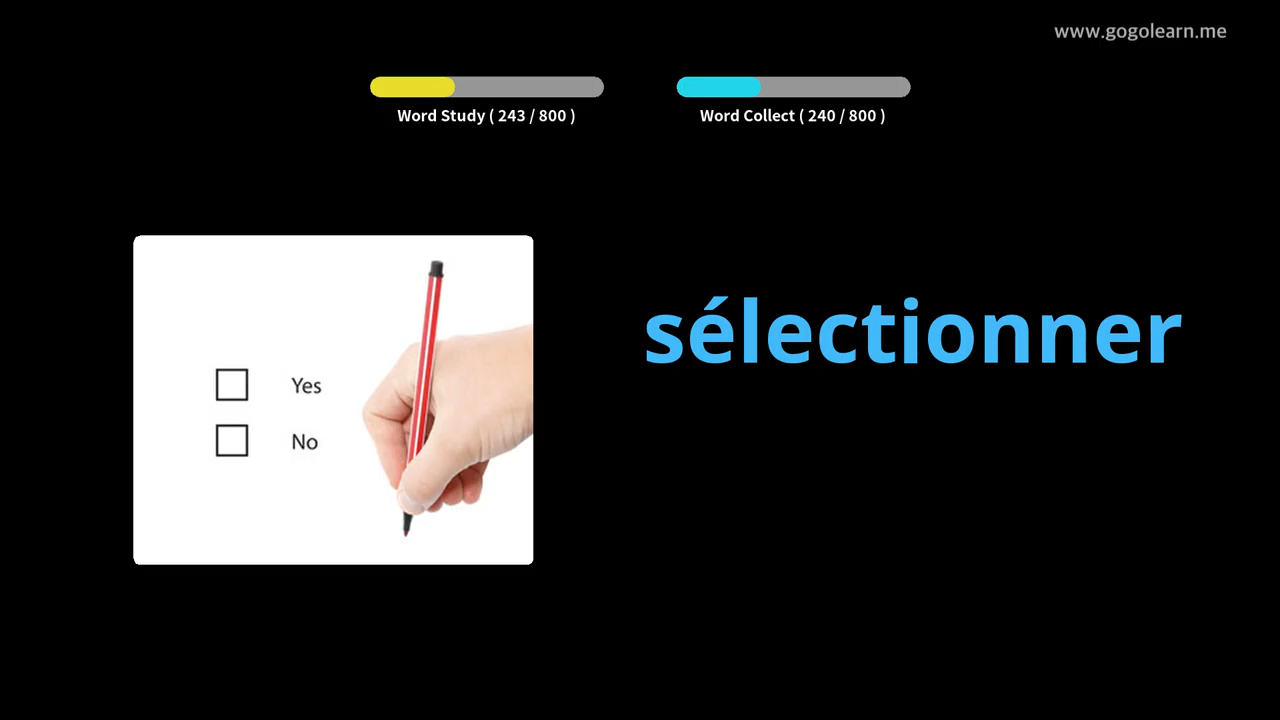 www.gogolearn.me
Word Study ( 243 / 800 )
Word Collect ( 240 / 800 )
sélectionner
Yes
No